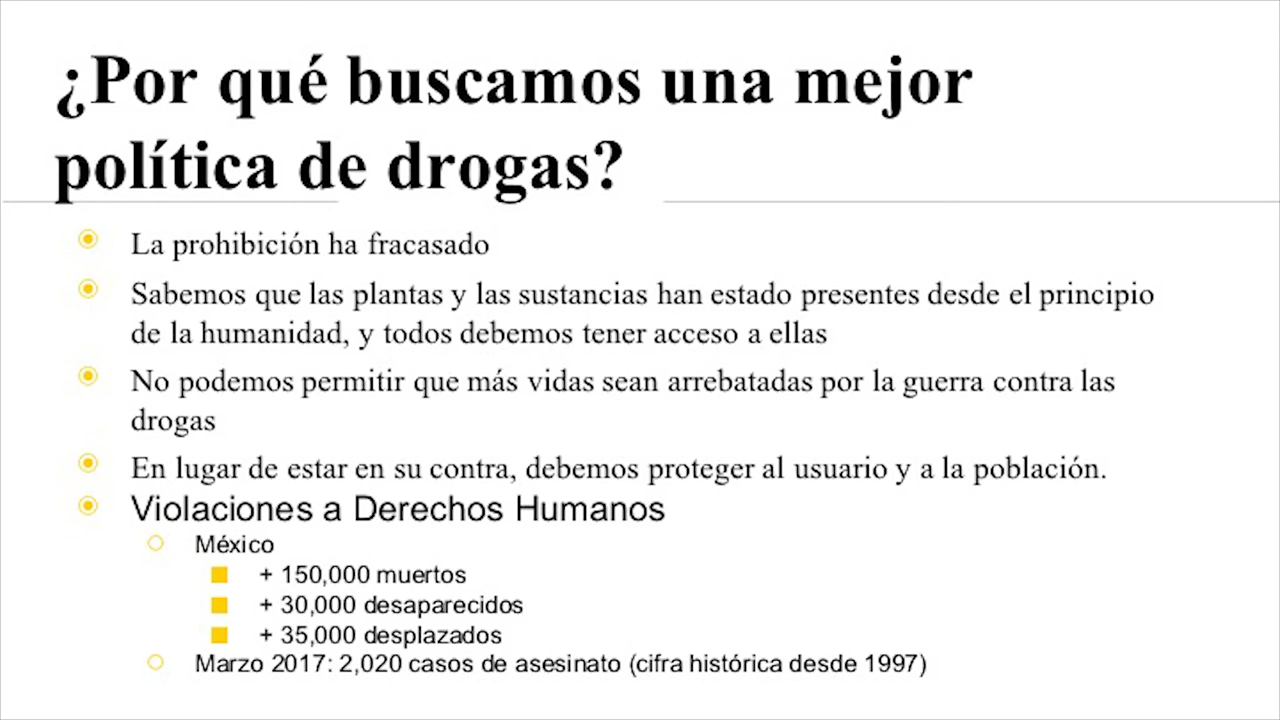 ¿Por qué buscamos una mejor
política de drogas?
La prohibición ha fracasado
Sabemos que las plantas y las sustancias han estado presentes desde el principio
de la humanidad, y todos debemos tener acceso a ellas
No podemos permitir que más vidas sean arrebatadas por la guerra contra las
drogas
En lugar de estar en su contra, debemos proteger al usuario y a la población.
Violaciones a Derechos Humanos
México
+ 150,000 muertos
+ 30,000 desaparecidos
+ 35,000 desplazados
Marzo 2017: 2,020 casos de asesinato (cifra histórica desde 1997)